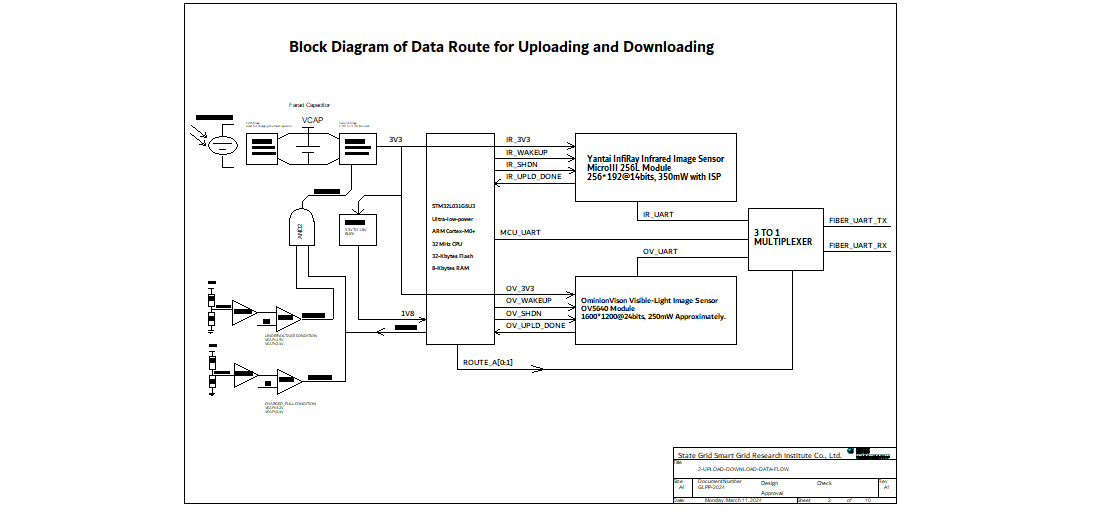 Block Diagram of Data Route for Uploading and Downloading
Farad Capacitor
VCAP
3V3
IR_3V3
IR_WAKEUP
IR_SHDN
IR_UPLD_DONE
Yantai InfiRay Infrared Image Sensor
MicroIII 256L Module
256*192@14bits, 350mW with ISP
STM32L031G6U3
Ultra-low-power
ARM Cortex-M0+
32 MHz CPU
32-Kbytes Flash
8-Kbytes RAM
AND2
IR_UART
MCU_UART
OV_UART
3 TO 1
MULTIPLEXER
FIBER_UART_TX
FIBER_UART_RX
OV_3V3
OV_WAKEUP
OV_SHDN
OV_UPLD_DONE
OminionVison Visible-Light Image Sensor
OV5640 Module
1600*1200@24bits, 250mW Approximately.
1V8
ROUTE_A[0:1]
UNDERVOLTAGE CONDITION
CHARGED_FULL CONDITION
State Grid Smart Grid Research Institute Co., Ltd.
Title
2-UPLOAD-DOWNLOAD-DATA-FLOW
Size
A4
Document Number
GLPP-2024
Design
Check
Approval
Rev
A1
Date:
Monday, March 11, 2024
Sheet
2
of
10